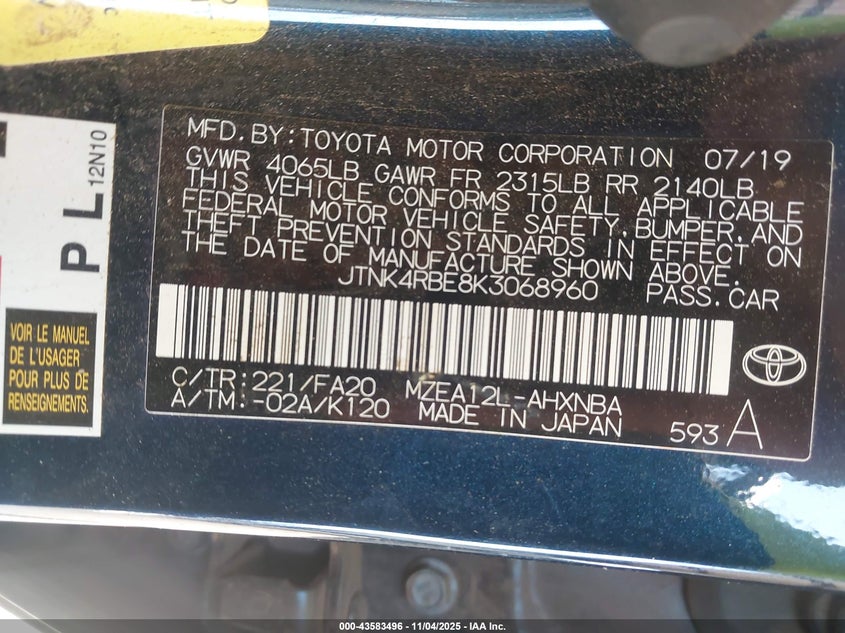 MFD.BY:TOYOTA MOTOR CORPORATION 07/19
GVWR 4065LB GAWR FR 2315LB RR 2140LB
THIS VEHICLE CONFORMS TO ALL APPLICABLE
FEDERAL MOTOR VEHICLE SAFETY,BUMPER,AND
THEFT PREVENTION STANDARDS IN EFFECT ON
THE DATE OF MANUFACTURE SHOWN ABOVE.
JTNK4RBE8K3068960 PASS.CAR
C/TR:221/FA20 MZEA12L-AHXNBA
A/TM:-02A/K120 MADE IN JAPAN
593 A
PL
12N10
VOIR LE MANUEL
DE L'USAGER
POUR PLUS DE
RENSEIGNEMENTS.
000-43583496 - 11/04/2025 - ©IAA Inc.